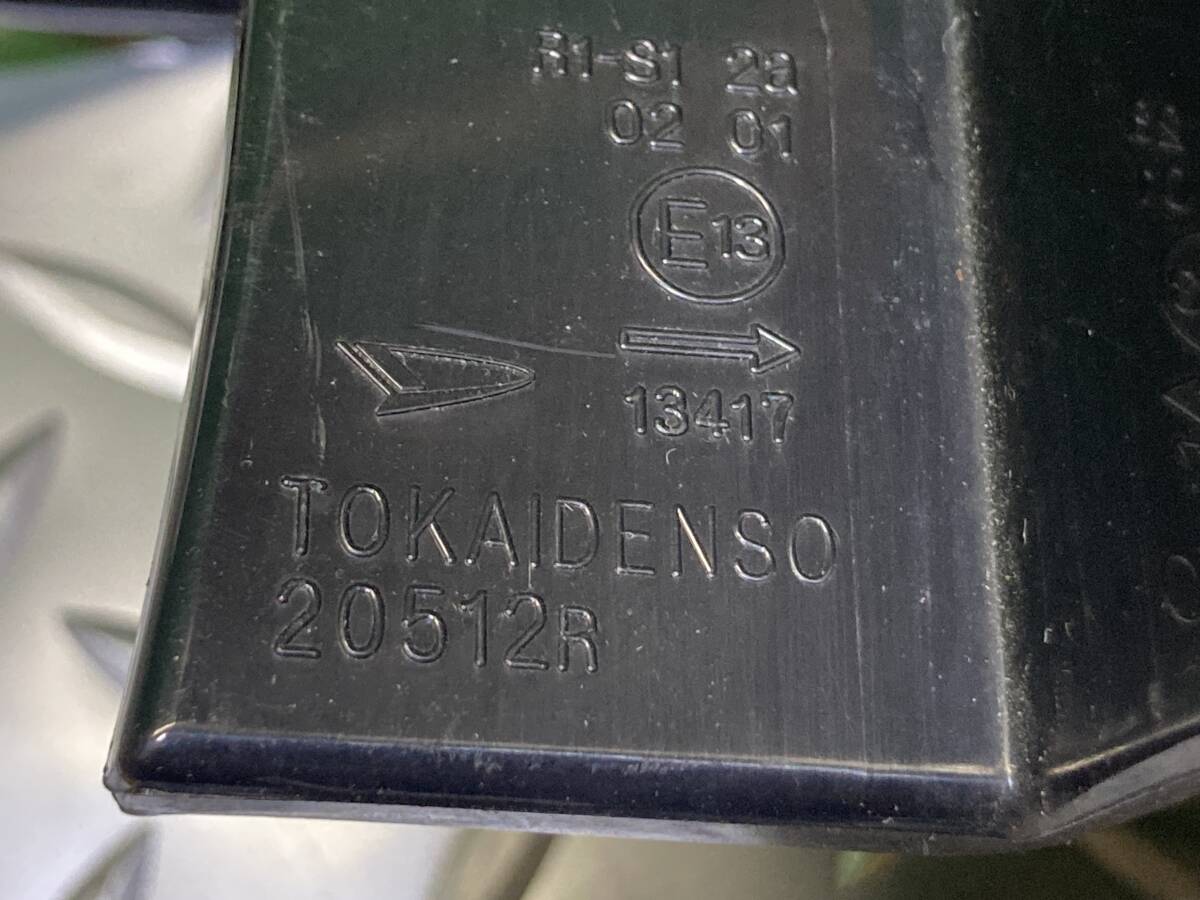 R1-S1 2a
02 01
E13
13417
TOKAIDENSO
20512R